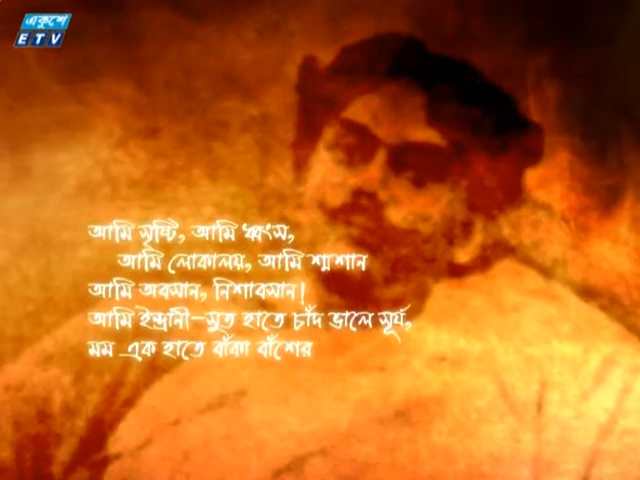 একুশে
ETV
আমি সৃষ্টি, আমি ধ্বংস,
আমি লোকালয়, আমি শ্মশান
আমি অবসান, নিশাবসান!
আমি ইন্দ্রানী-সুত হাতে চাঁদ ভালে সূর্য,
মম এক হাতে বাঁকা বাঁশের